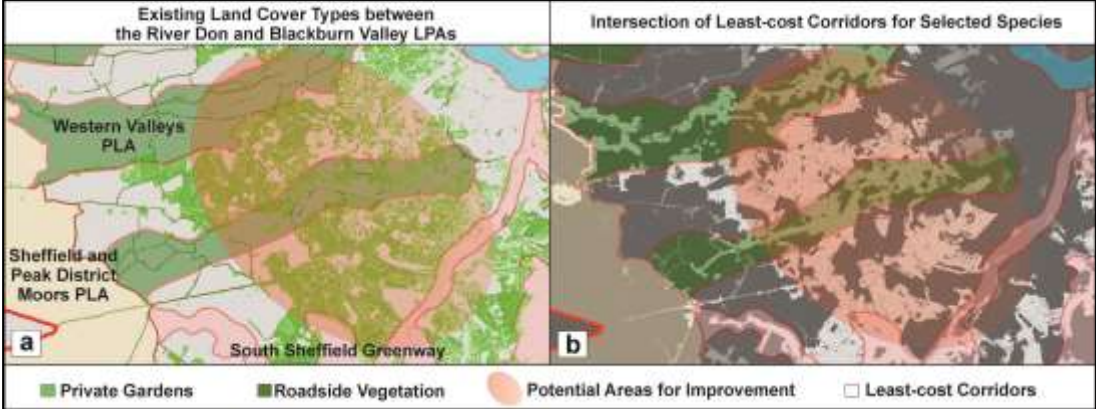 Existing Land Cover Types between
the River Don and Blackburn Valley LPAs
Intersection of Least-cost Corridors for Selected Species
Western Valleys
PLA
Sheffield and
Peak District
Moors PLA
South Sheffield Greenway
a
b
Private Gardens
Roadside Vegetation
Potential Areas for Improvement
Least-cost Corridors